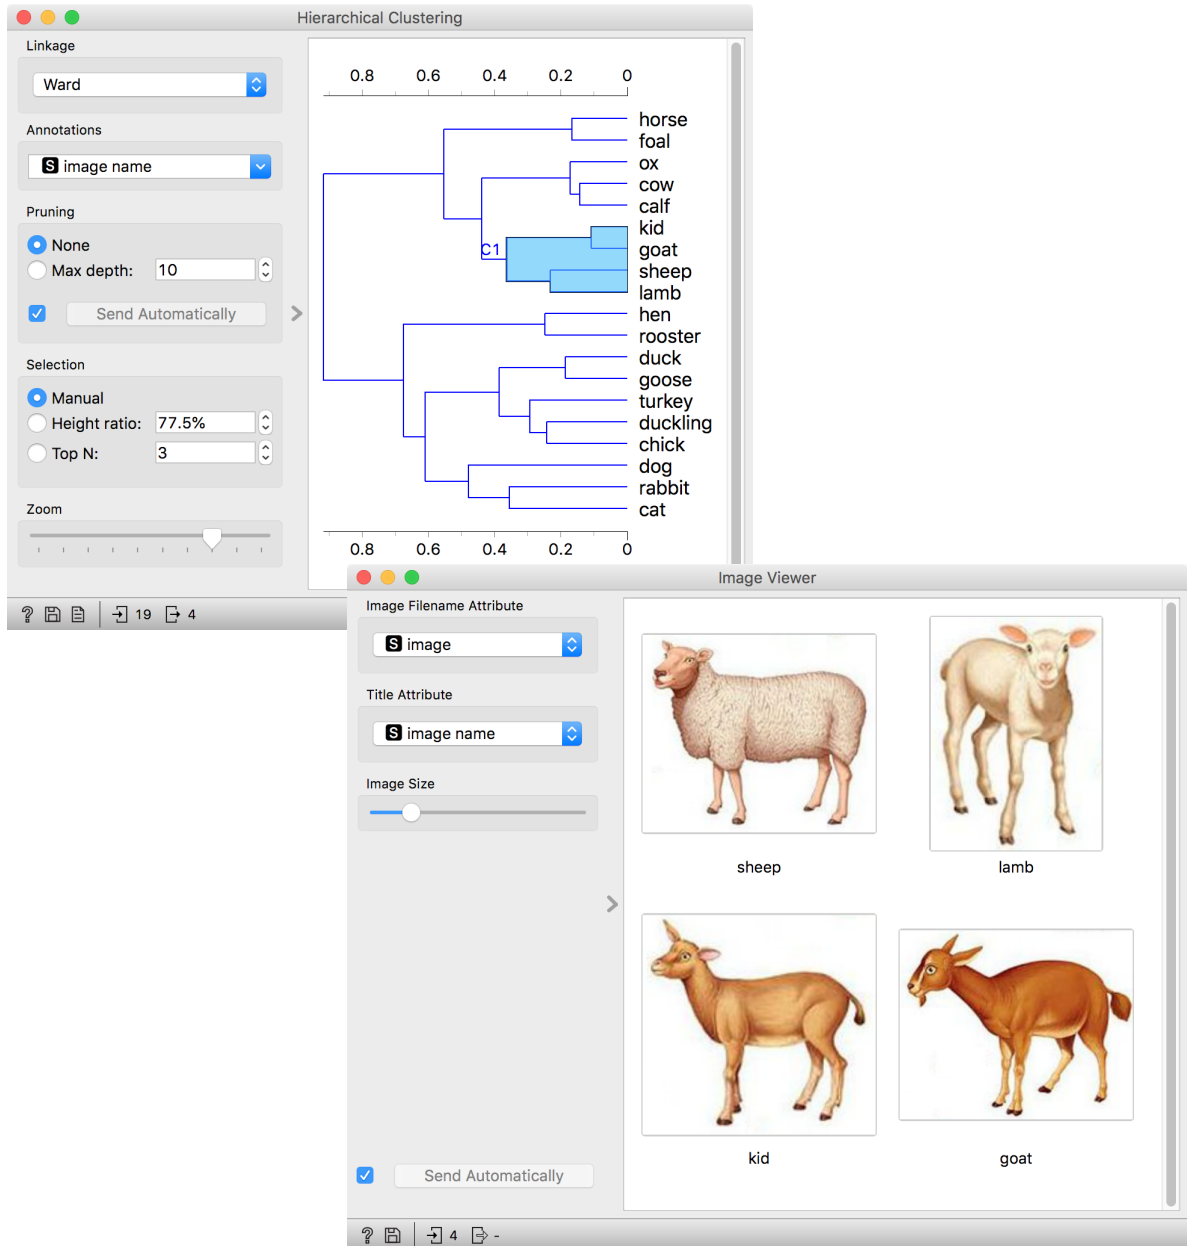 Hierarchical Clustering
Linkage
Ward
Annotations
S image name
Pruning
None
Max depth: 10
Send Automatically
Selection
Manual
Height ratio: 77.5%
Top N: 3
Zoom
0.8 0.6 0.4 0.2 0
horse
foal
ox
cow
calf
kid
C1
goat
sheep
lamb
hen
rooster
duck
goose
turkey
duckling
chick
dog
rabbit
cat
0.8 0.6 0.4 0.2 0
? 19 4
Image Viewer
Image Filename Attribute
S image
Title Attribute
S image name
Image Size
Send Automatically
sheep lamb
kid goat
? 4 -